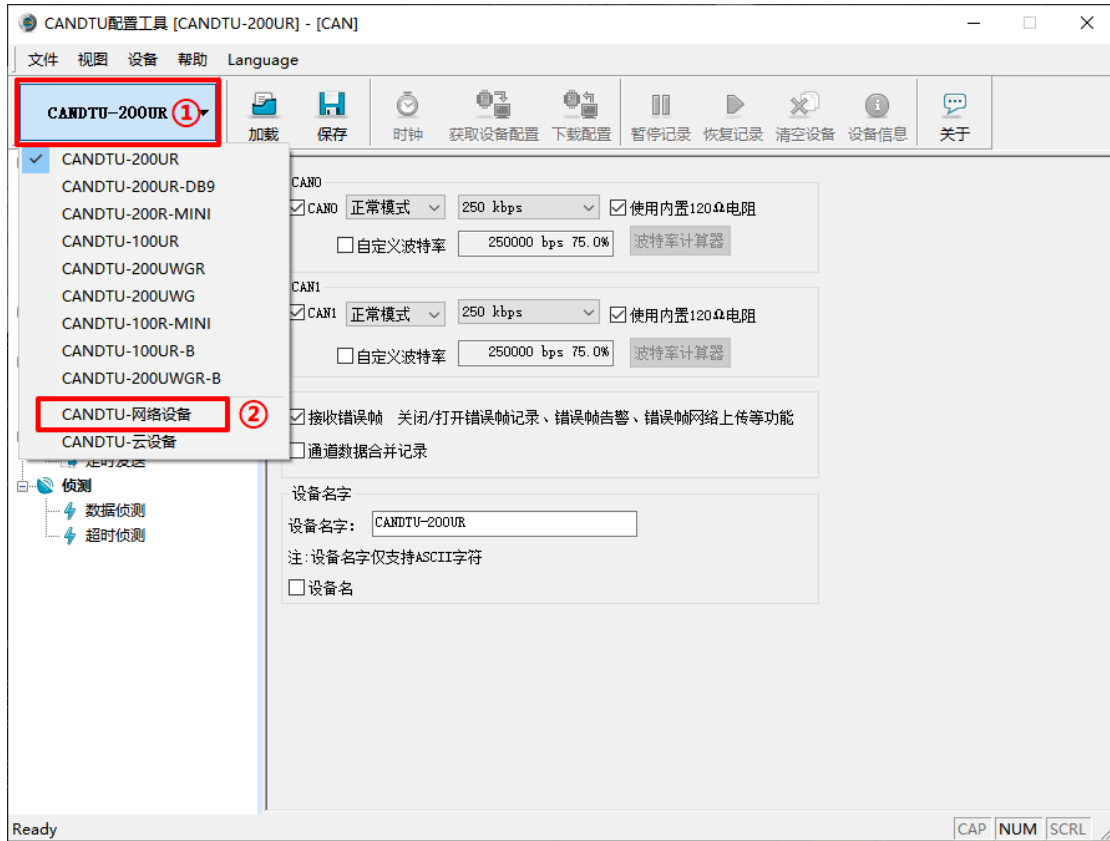 CANDTU配置工具 [CANDTU-200UR] - [CAN]
文件 视图 设备 帮助 Language
CANDTU-200UR ①
加载 保存 时钟 获取设备配置 下载配置 暂停记录 恢复记录 清空设备 设备信息 关于
CANDTU-200UR
CANDTU-200UR-DB9
CANDTU-200R-MINI
CANDTU-100UR
CANDTU-200UWGR
CANDTU-200UWG
CANDTU-100R-MINI
CANDTU-100UR-B
CANDTU-200UWGR-B
CANDTU-网络设备 ②
CANDTU-云设备
定时发送
侦测
数据侦测
超时侦测
CAN0
CAN0 正常模式 250 kbps 使用内置120Ω电阻
自定义波特率 250000 bps 75.0% 波特率计算器
CAN1
CAN1 正常模式 250 kbps 使用内置120Ω电阻
自定义波特率 250000 bps 75.0% 波特率计算器
接收错误帧 关闭/打开错误帧记录、错误帧告警、错误帧网络上传等功能
通道数据合并记录
设备名字
设备名字: CANDTU-200UR
注:设备名字仅支持ASCII字符
设备名
Ready CAP NUM SCRL